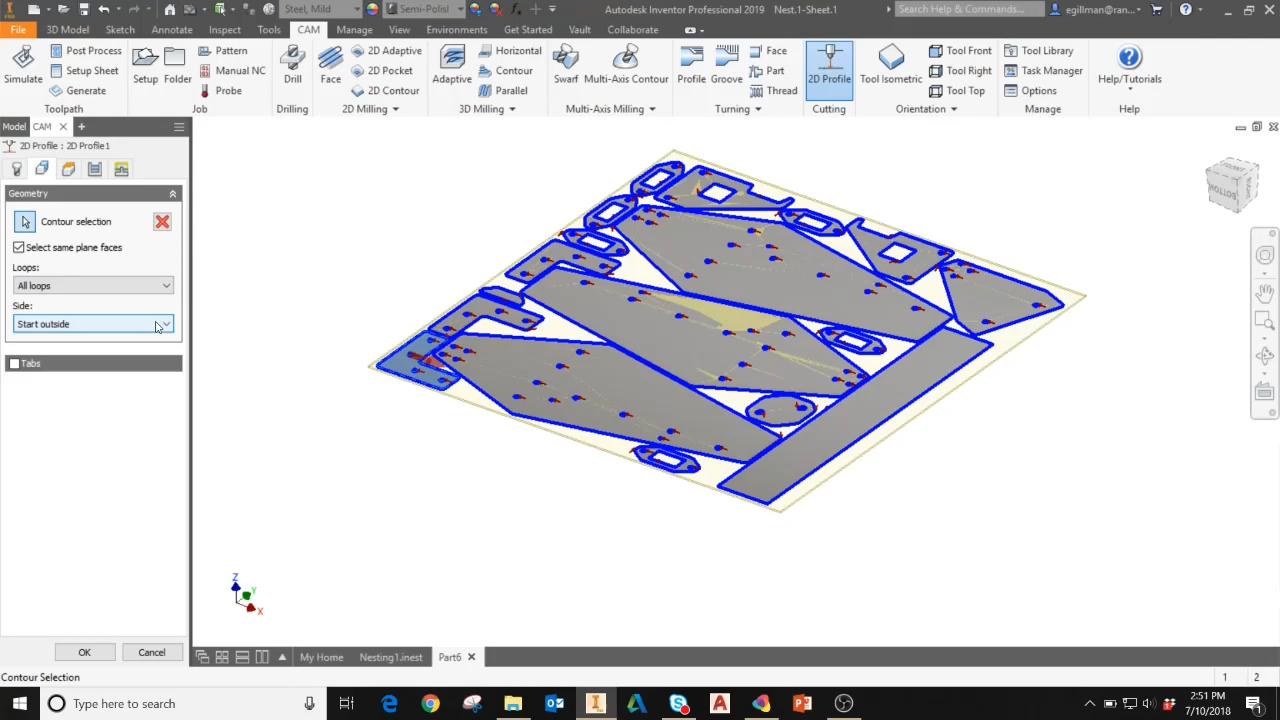 Steel, Mild
Semi-Polisl
Autodesk Inventor Professional 2019 Nest.1-Sheet.1
Search Help & Commands...
egillman@ran...
File
3D Model
Sketch
Annotate
Inspect
Tools
CAM
Manage
View
Environments
Get Started
Vault
Collaborate
Simulate
Post Process
Setup Sheet
Generate
Toolpath
Setup
Folder
Pattern
Manual NC
Probe
Job
Drill
Drilling
Face
2D Adaptive
2D Pocket
2D Contour
2D Milling
Adaptive
Horizontal
Contour
Parallel
3D Milling
Swarf
Multi-Axis Contour
Multi-Axis Milling
Profile
Groove
Face
Part
Thread
Turning
2D Profile
Cutting
Tool Isometric
Tool Front
Tool Right
Tool Top
Orientation
Tool Library
Task Manager
Options
Manage
Help/Tutorials
Help
Model
CAM
2D Profile : 2D Profile1
Geometry
Contour selection
Select same plane faces
Loops:
All loops
Side:
Start outside
Tabs
OK
Cancel
BOTTOM
Z
Y
X
My Home
Nesting1.inest
Part6
Contour Selection
1
2
Type here to search
2:51 PM
7/10/2018